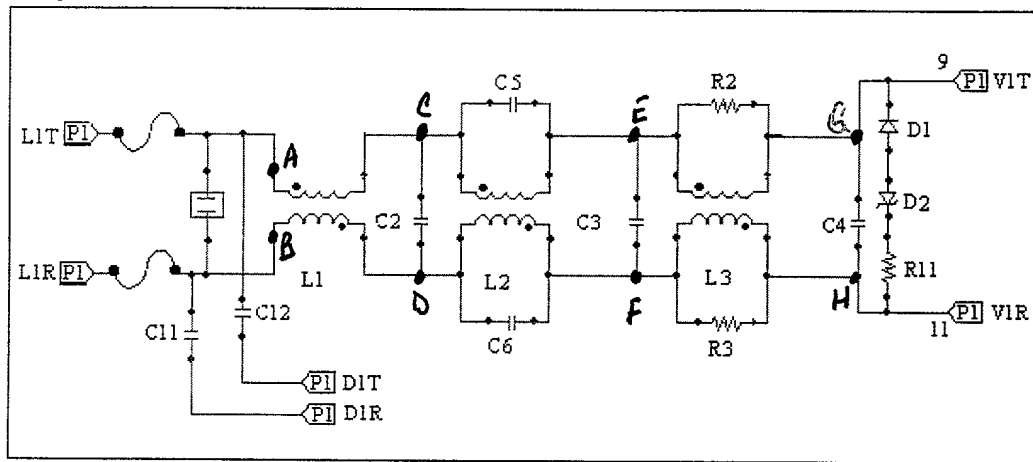 9
P1 V1T
C5
R2
C
E
G
D1
L1T P1
A
D2
C2
C3
C4
B
R11
L1R P1
L1
L2
L3
D
F
H
P1 V1R
11
C11
C12
C6
R3
P1 D1T
P1 D1R